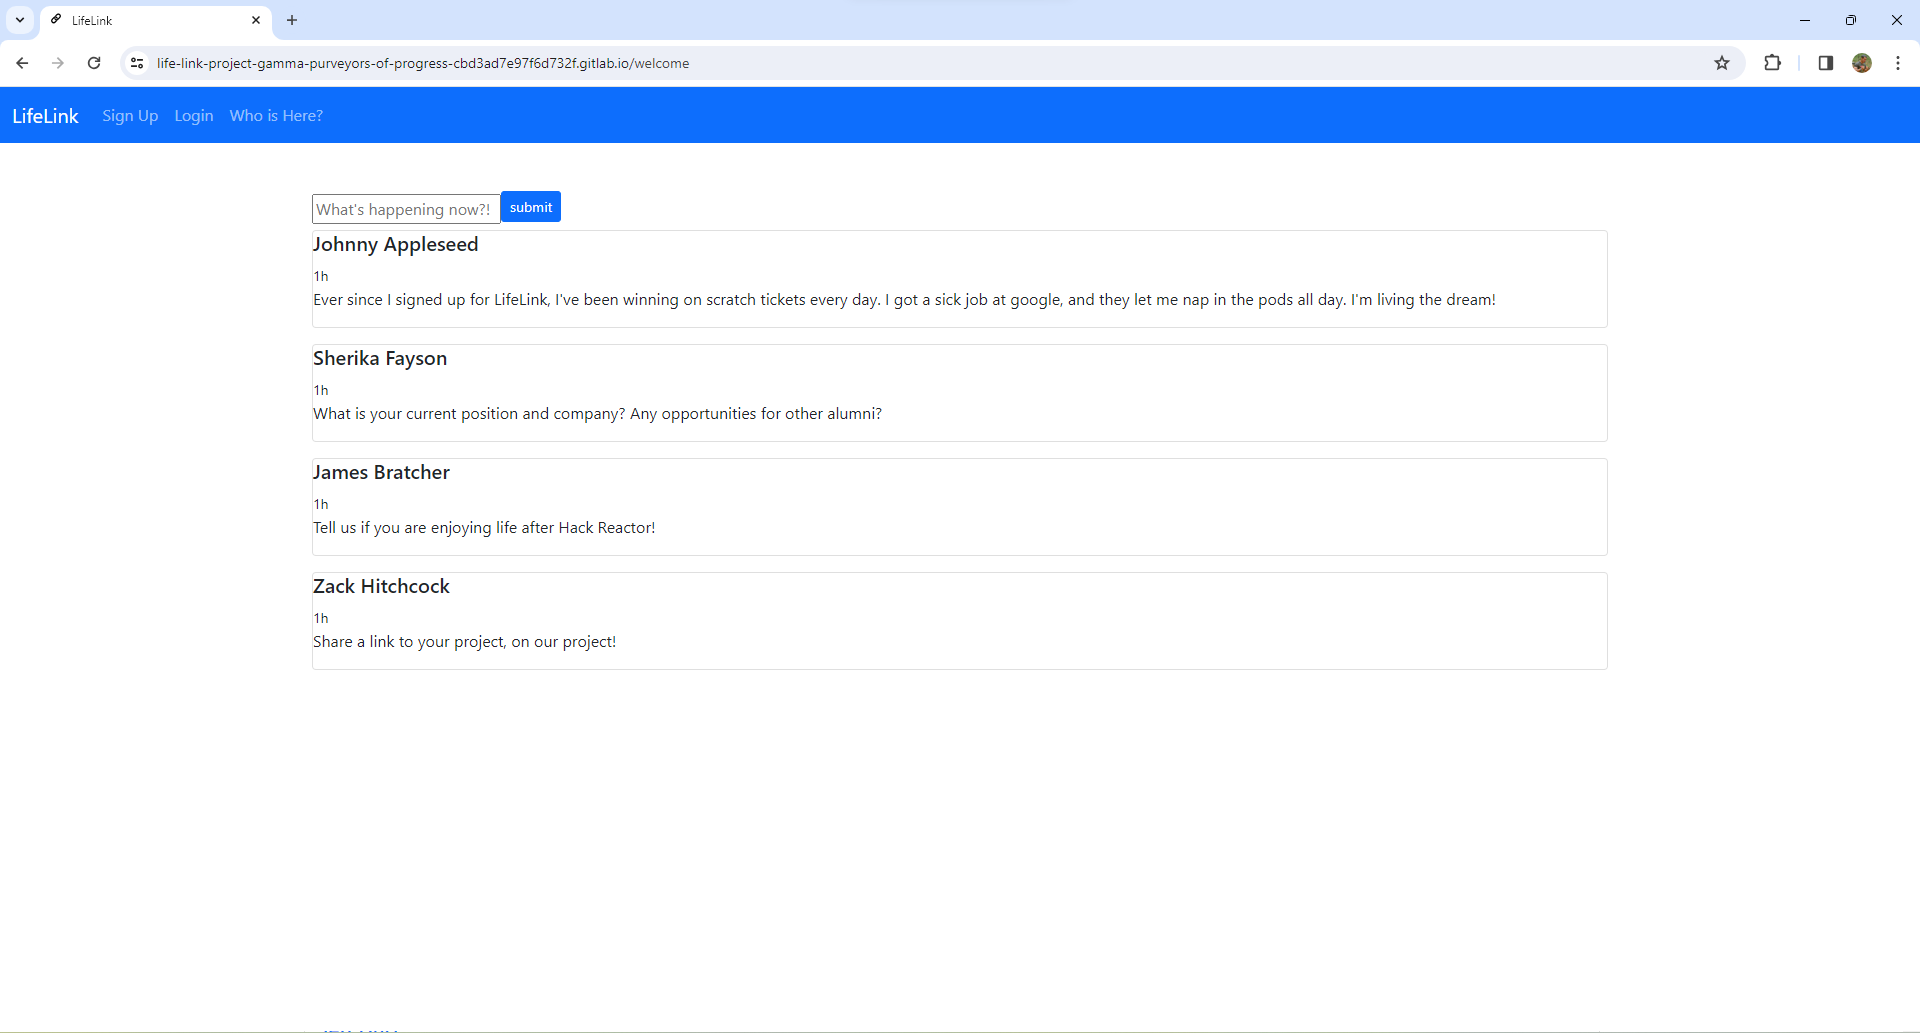 LifeLink
life-link-project-gamma-purveyors-of-progress-cbd3ad7e97f6d732f.gitlab.io/welcome
LifeLink Sign Up Login Who is Here?
What's happening now?! submit
Johnny Appleseed
1h
Ever since I signed up for LifeLink, I've been winning on scratch tickets every day. I got a sick job at google, and they let me nap in the pods all day. I'm living the dream!
Sherika Fayson
1h
What is your current position and company? Any opportunities for other alumni?
James Bratcher
1h
Tell us if you are enjoying life after Hack Reactor!
Zack Hitchcock
1h
Share a link to your project, on our project!